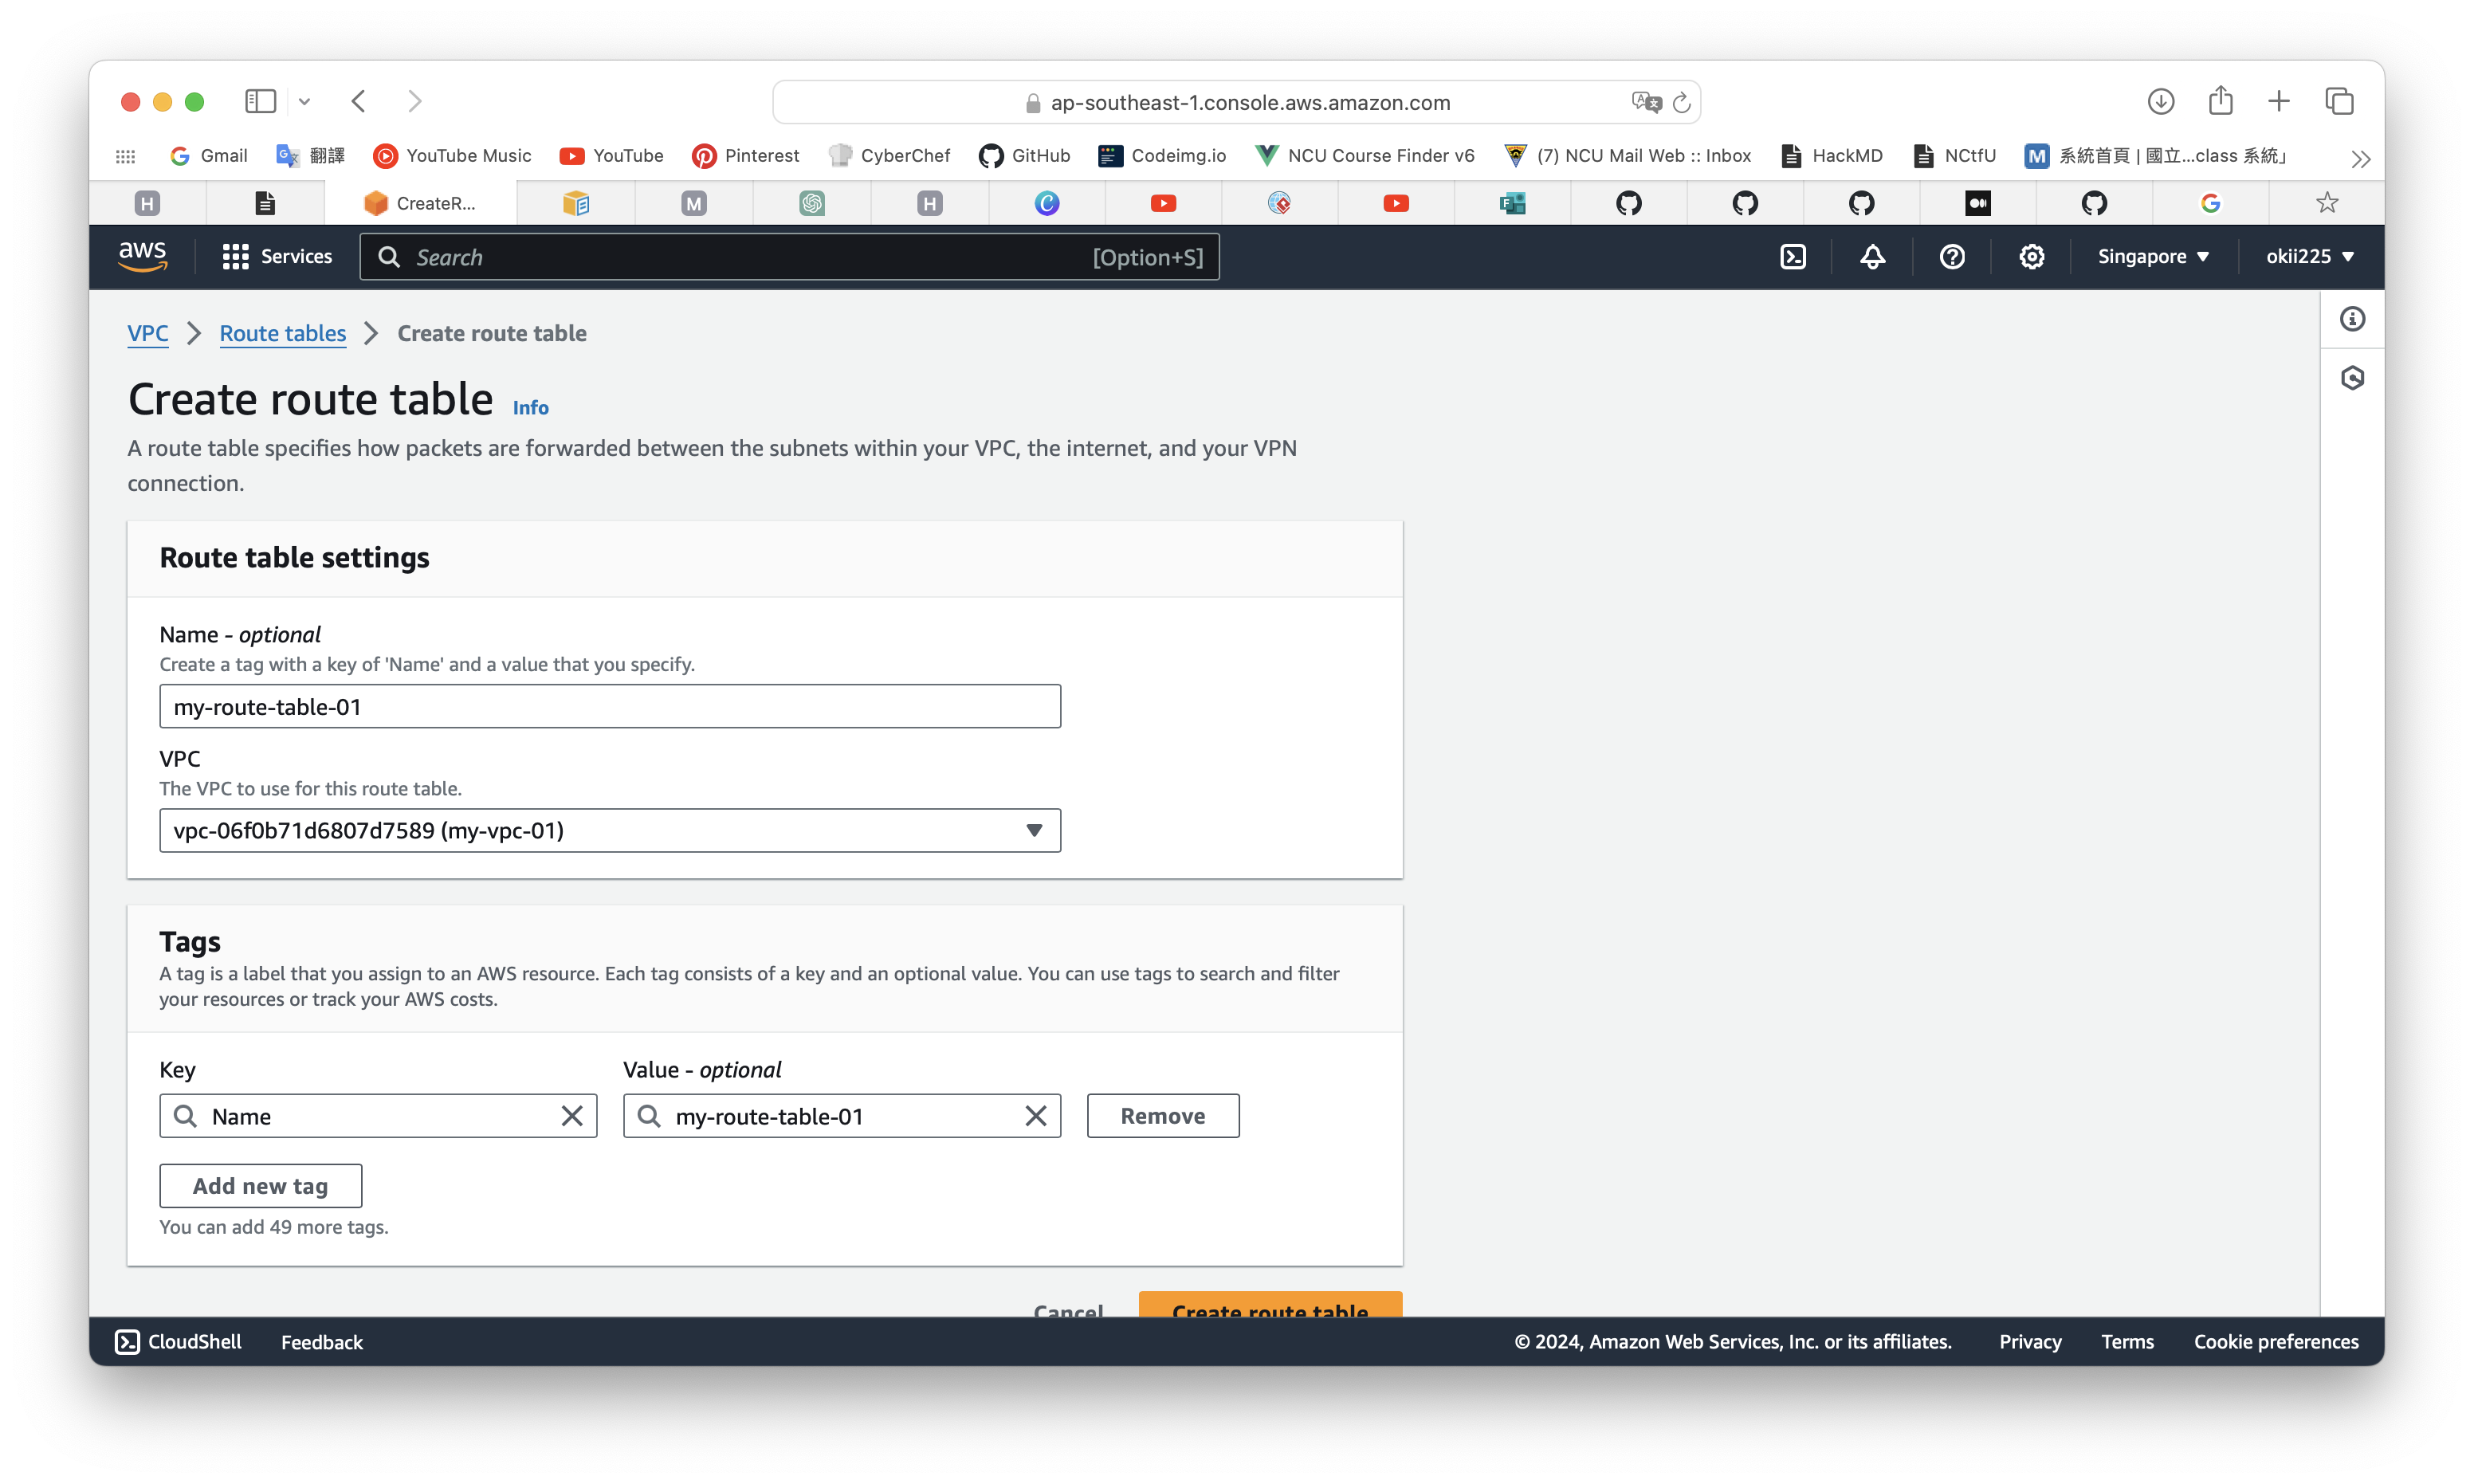 ap-southeast-1.console.aws.amazon.com
Gmail 翻譯 YouTube Music YouTube Pinterest CyberChef GitHub Codeimg.io NCU Course Finder v6 (7) NCU Mail Web :: Inbox HackMD NCtfU M 系統首頁 | 國立...class 系統」
H CreateR... M H
aws Services Search [Option+S] Singapore okii225
VPC Route tables Create route table
Create route table Info
A route table specifies how packets are forwarded between the subnets within your VPC, the internet, and your VPN
connection.
Route table settings
Name - optional
Create a tag with a key of 'Name' and a value that you specify.
my-route-table-01
VPC
The VPC to use for this route table.
vpc-06f0b71d6807d7589 (my-vpc-01)
Tags
A tag is a label that you assign to an AWS resource. Each tag consists of a key and an optional value. You can use tags to search and filter
your resources or track your AWS costs.
Key Value - optional
Name my-route-table-01 Remove
Add new tag
You can add 49 more tags.
Cancel Create route table
CloudShell Feedback © 2024, Amazon Web Services, Inc. or its affiliates. Privacy Terms Cookie preferences